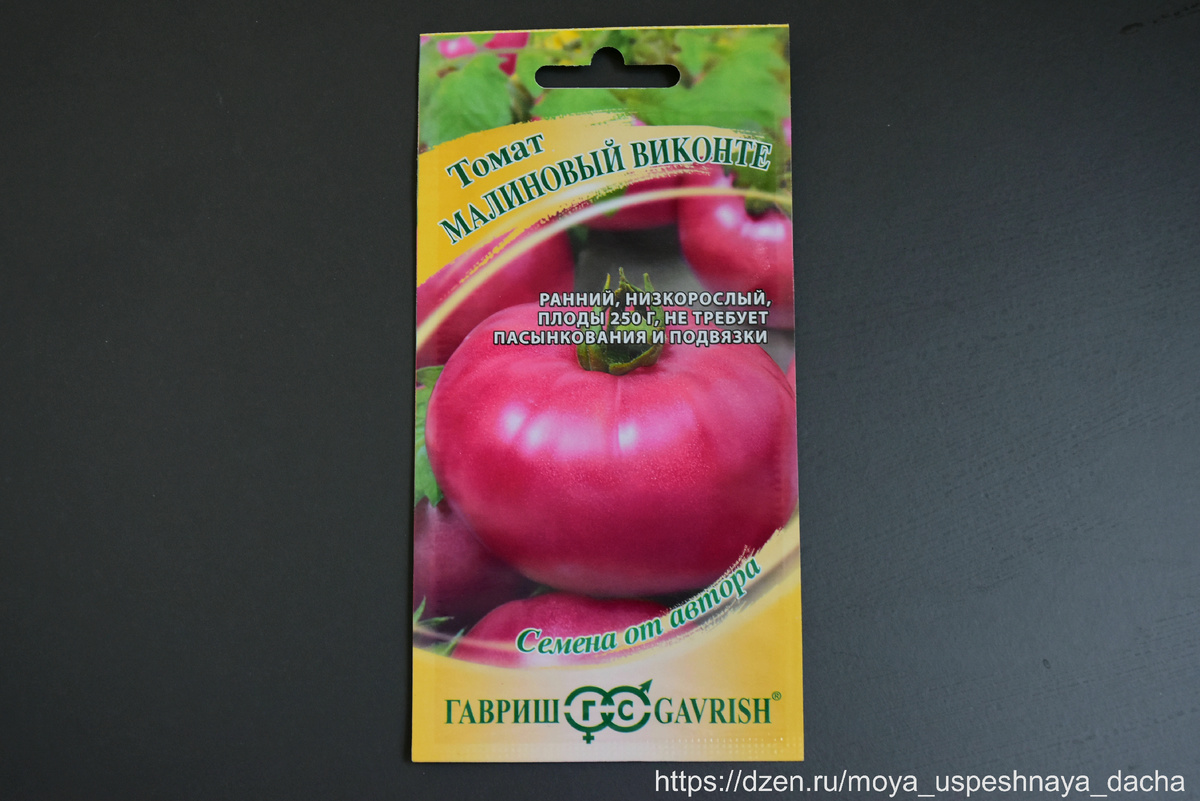 Томат
МАЛИНОВЫЙ ВИКОНТЕ
РАННИЙ, НИЗКОРОСЛЫЙ,
ПЛОДЫ 250 Г, НЕ ТРЕБУЕТ
ПАСЫНКОВАНИЯ И ПОДВЯЗКИ
Семена от автора
ГАВРИШ ГС GAVRISH®
https://dzen.ru/moya_uspeshnaya_dacha